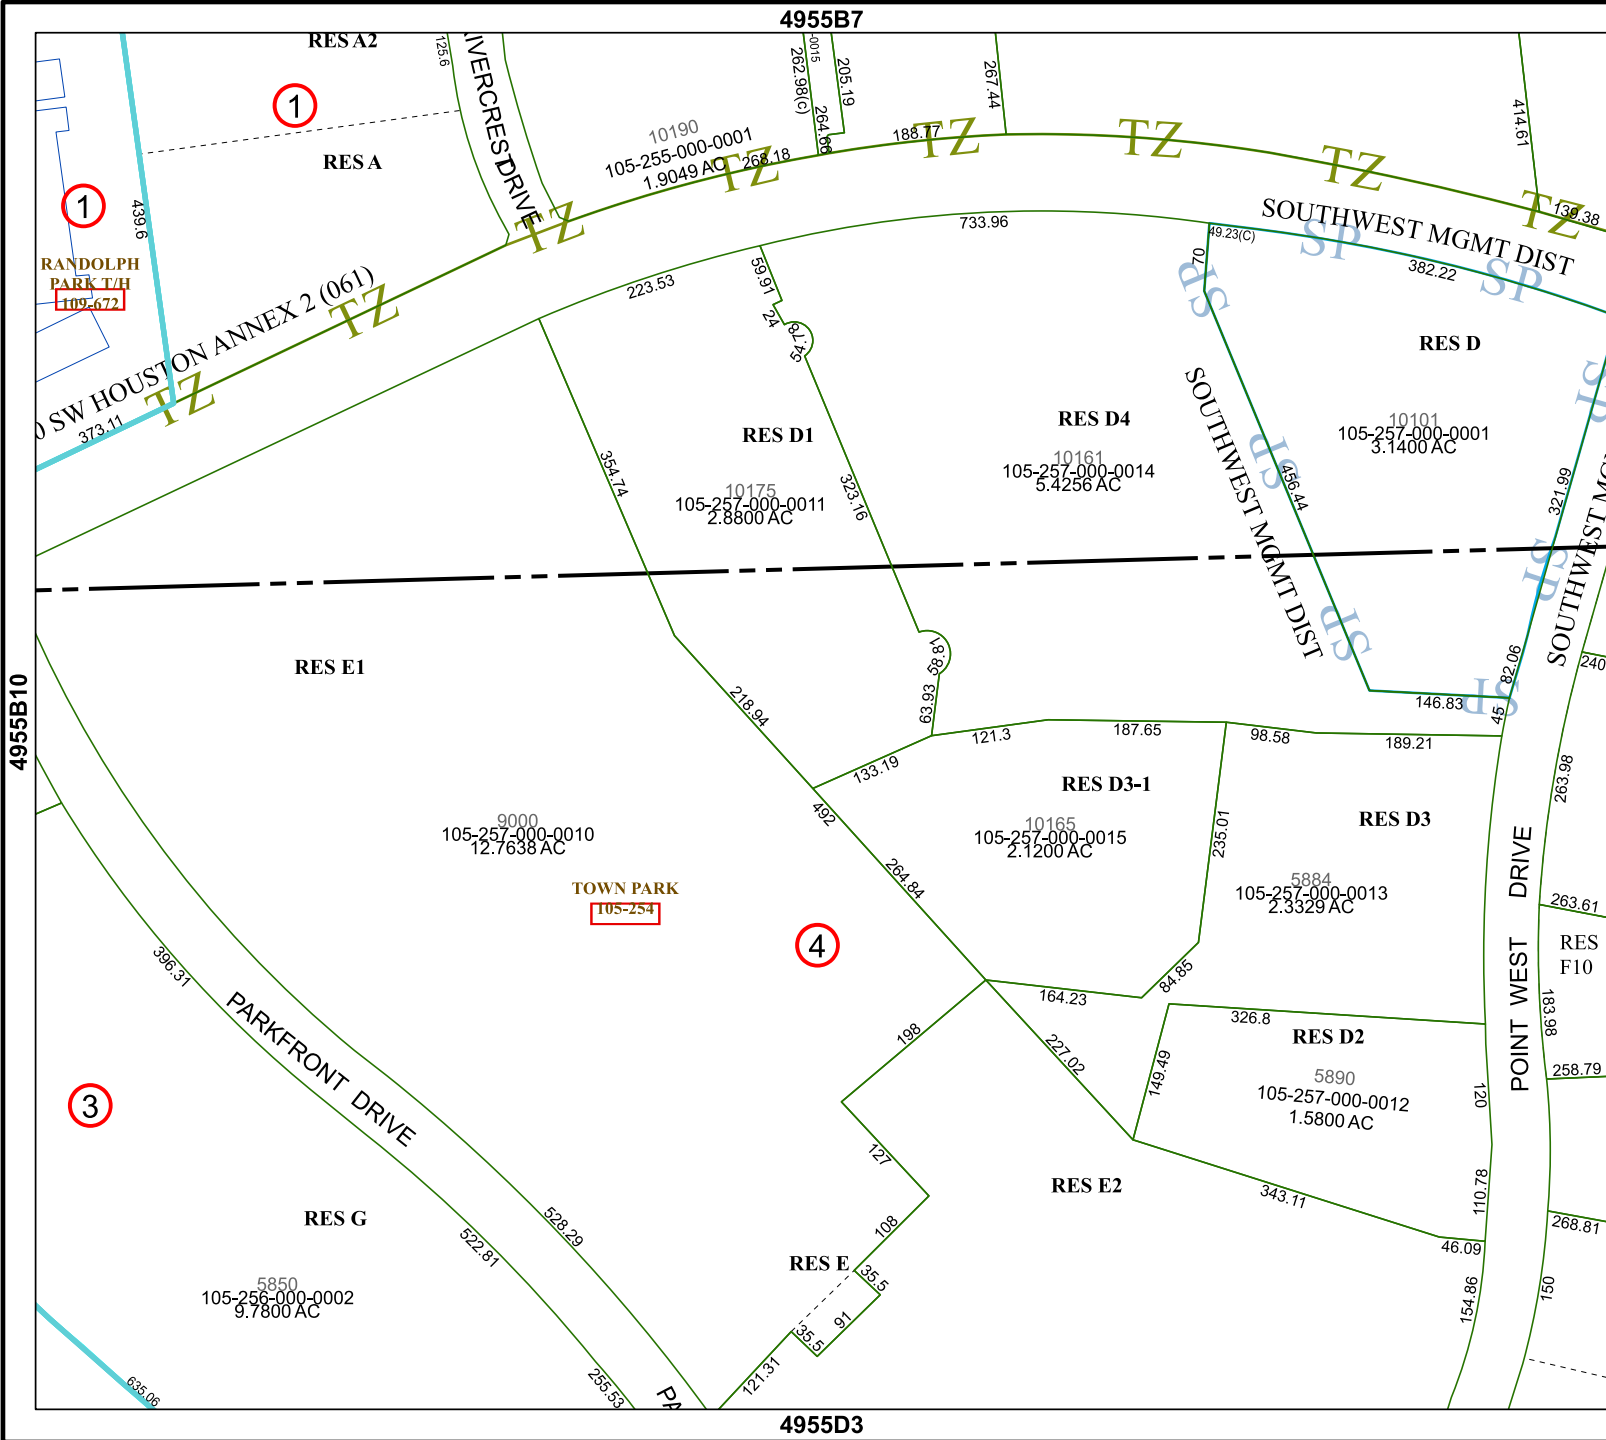 4955B7
RES A2
125.6
RIVERCREST DRIVE
262.98(c)
-0015
205.19
264.66
267.44
414.61
1
10190
105-255-000-0001
1.9049 AC
268.18
188.77
TZ
TZ
TZ
TZ
TZ
TZ
TZ
TZ
139.38
RES A
1
439.6
RANDOLPH
PARK T/H
109-672
0 SW HOUSTON ANNEX 2 (061)
373.11
733.96
223.53
59.91
24
54.78
49.23(C)
70
SOUTHWEST MGMT DIST
382.22
SP
SP
SP
SP
SP
SP
SP
SP
RES D
10101
105-257-000-0001
3.1400 AC
RES D4
10161
105-257-000-0014
5.4256 AC
RES D1
10175
105-257-000-0011
2.8800 AC
354.74
323.16
456.44
321.99
SOUTHWEST MGMT DIST
SOUTHWEST MG
82.06
240
RES E1
218.94
58.81
63.93
146.83
45
121.3
187.65
98.58
189.21
133.19
4955B10
RES D3-1
10165
105-257-000-0015
2.1200 AC
235.01
RES D3
5884
105-257-000-0013
2.3329 AC
263.98
492
264.84
9000
105-257-000-0010
12.7638 AC
TOWN PARK
105-254
4
POINT WEST DRIVE
263.61
RES
F10
183.98
396.31
PARKFRONT DRIVE
164.23
84.85
198
227.02
326.8
RES D2
149.49
5890
105-257-000-0012
1.5800 AC
120
258.79
3
127
RES E2
343.11
110.78
46.09
268.81
108
RES G
522.81
528.29
RES E
35.5
91
35.5
121.31
154.86
150
5850
105-256-000-0002
9.7800 AC
635.06
255.53
PA
4955D3